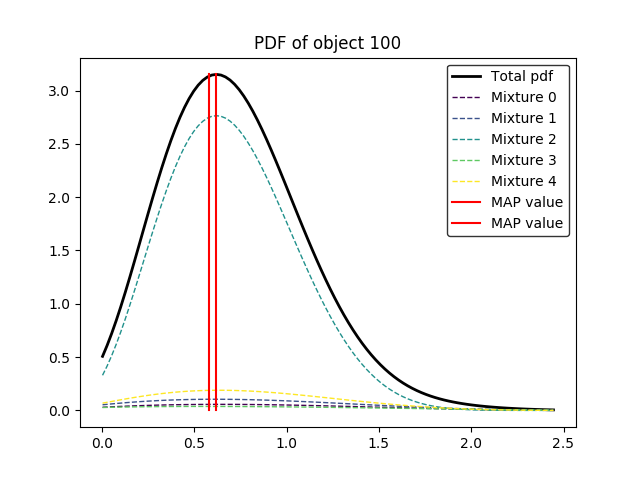 PDF of object 100
Total pdf
Mixture 0
Mixture 1
Mixture 2
Mixture 3
Mixture 4
MAP value
MAP value
3.0
2.5
2.0
1.5
1.0
0.5
0.0
0.0 0.5 1.0 1.5 2.0 2.5